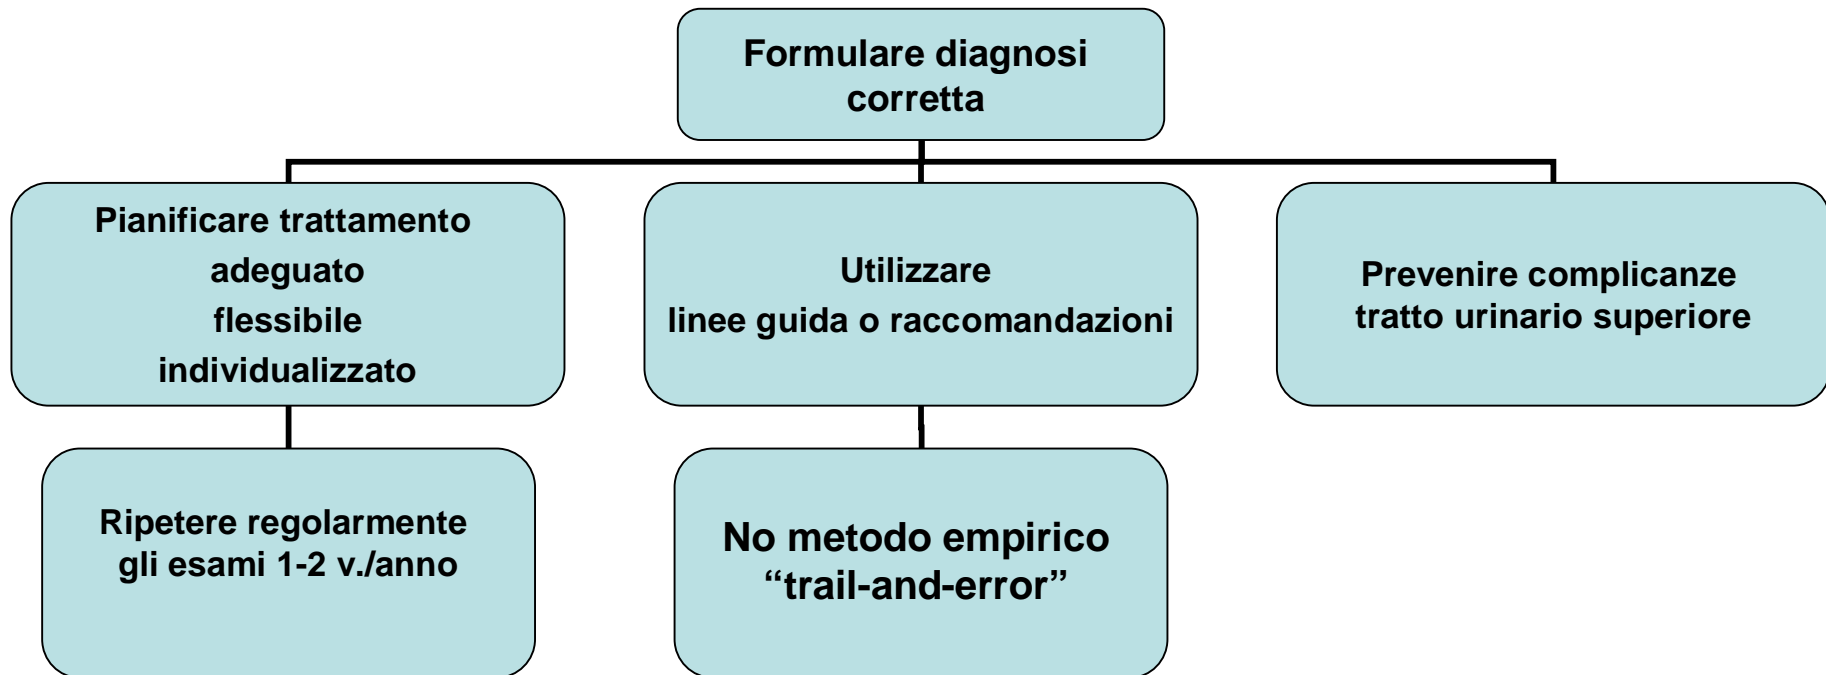 Formulare diagnosi
corretta
Pianificare trattamento
adeguato
flessibile
individualizzato
Utilizzare
linee guida o raccomandazioni
Prevenire complicanze
tratto urinario superiore
Ripetere regolarmente
gli esami 1-2 v./anno
No metodo empirico
“trail-and-error”